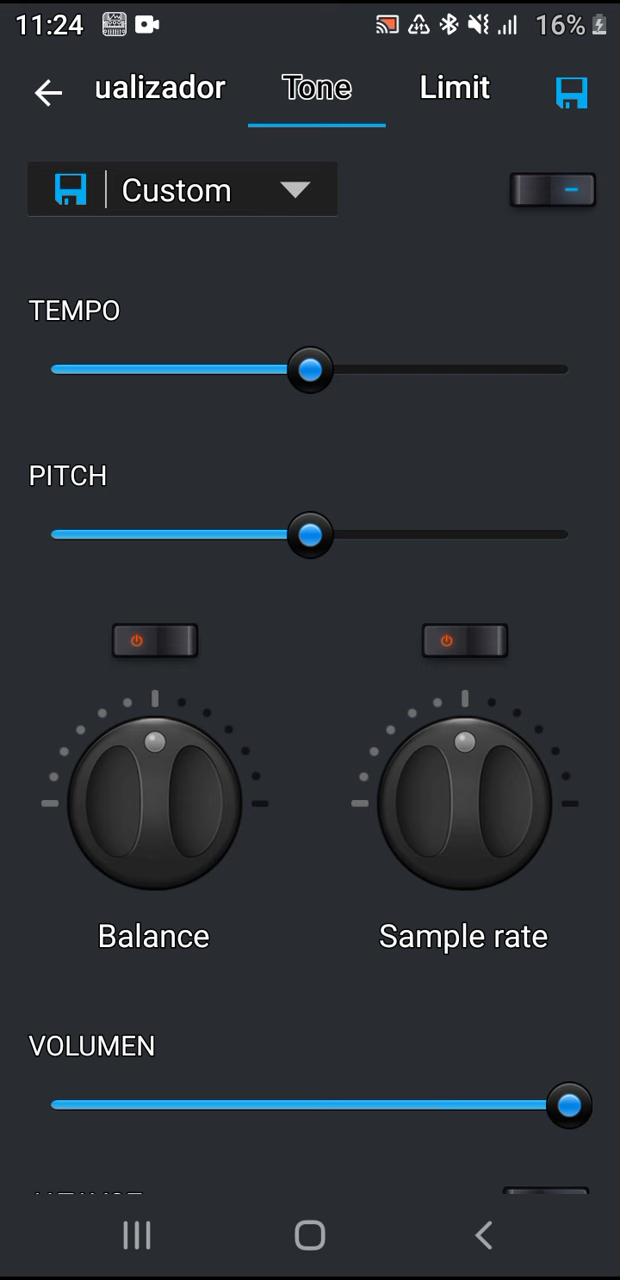 11:24 16%
ualizador Tone Limit
Custom
TEMPO
PITCH
Balance Sample rate
VOLUMEN